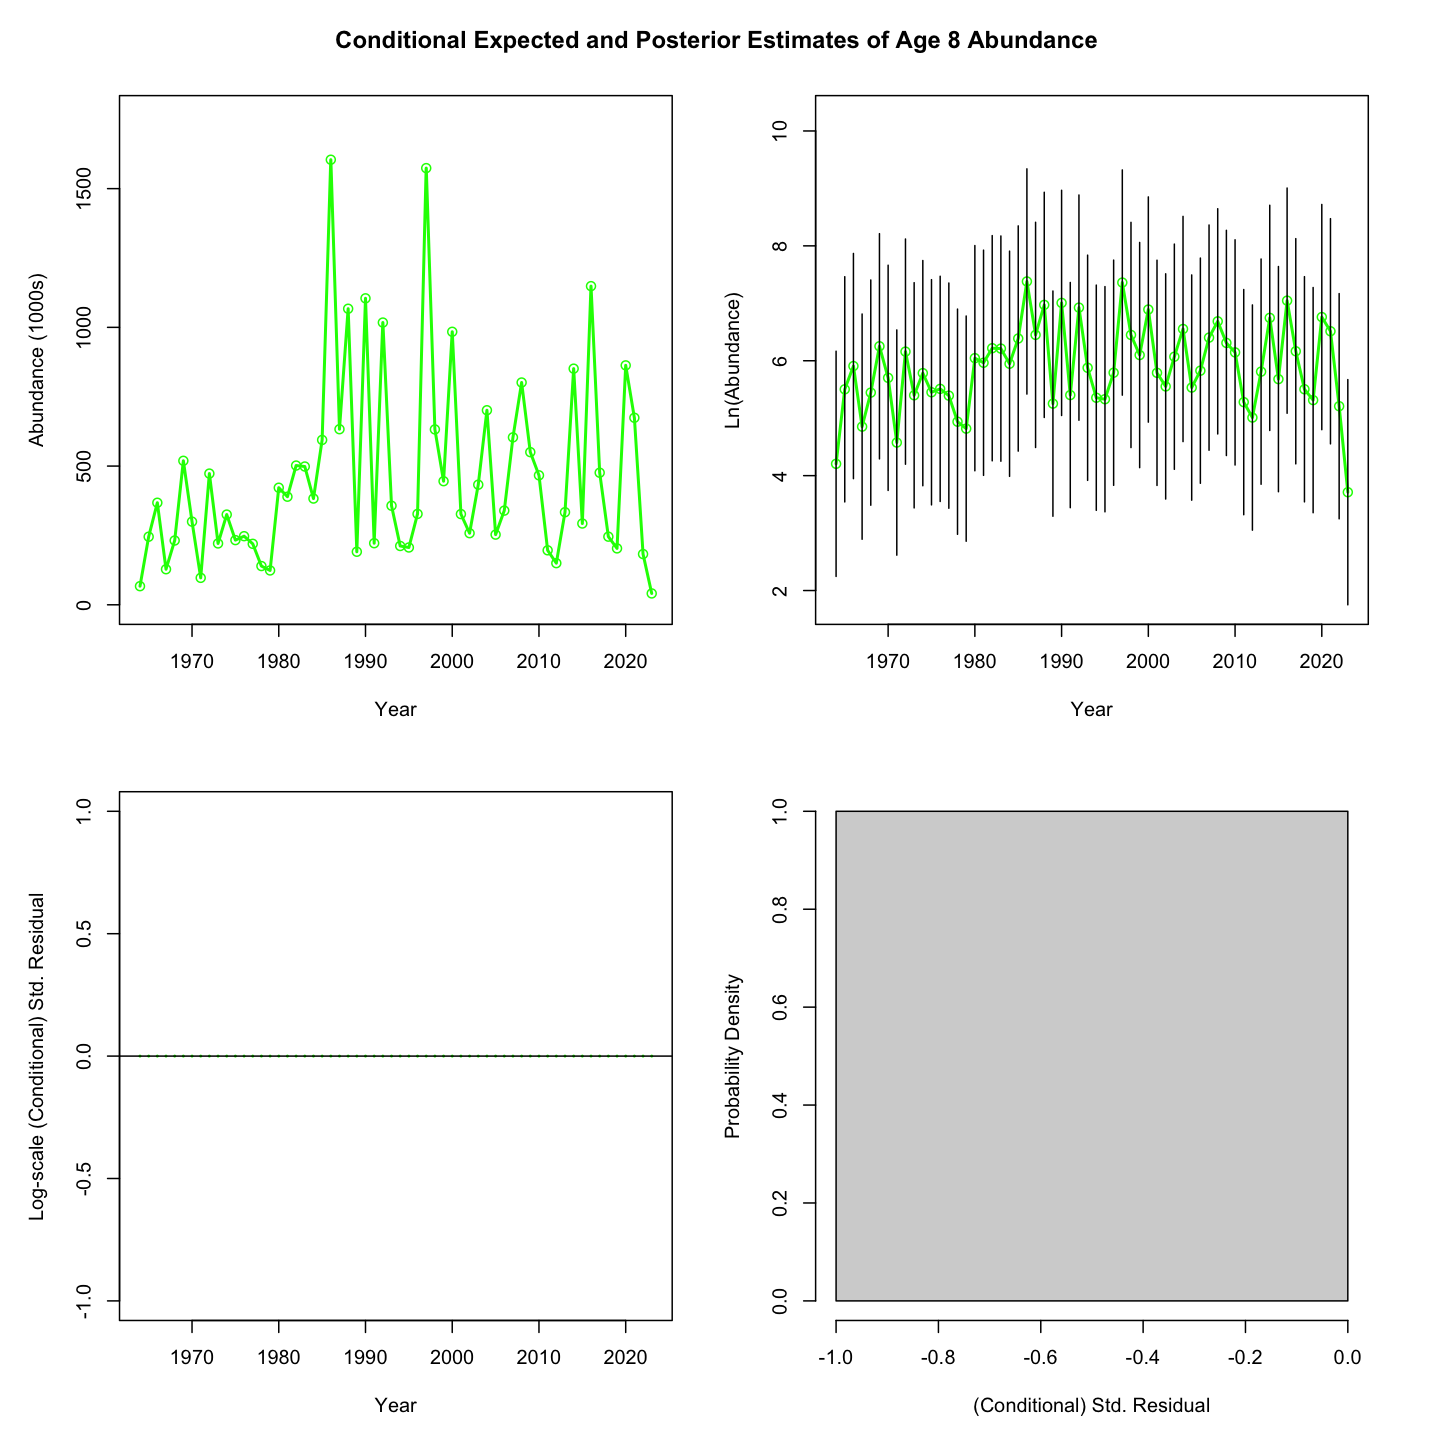 Conditional Expected and Posterior Estimates of Age 8 Abundance
Abundance (1000s)
1500
1000
500
0
1970 1980 1990 2000 2010 2020
Year
Ln(Abundance)
10
8
6
4
2
1970 1980 1990 2000 2010 2020
Year
Log-scale (Conditional) Std. Residual
1.0
0.5
0.0
-0.5
-1.0
1970 1980 1990 2000 2010 2020
Year
Probability Density
1.0
0.8
0.6
0.4
0.2
0.0
-1.0 -0.8 -0.6 -0.4 -0.2 0.0
(Conditional) Std. Residual